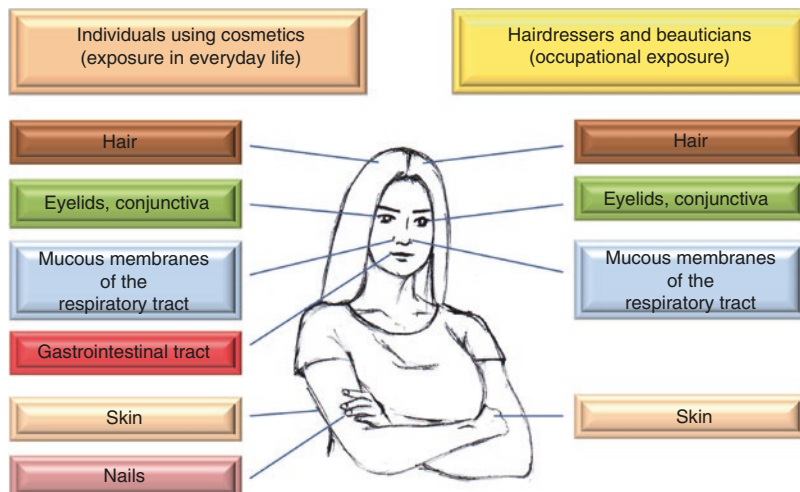 Individuals using cosmetics
(exposure in everyday life)
Hair
Eyelids, conjunctiva
Mucous membranes
of the
respiratory tract
Gastrointestinal tract
Skin
Nails
Hairdressers and beauticians
(occupational exposure)
Hair
Eyelids, conjunctiva
Mucous membranes
of the
respiratory tract
Skin